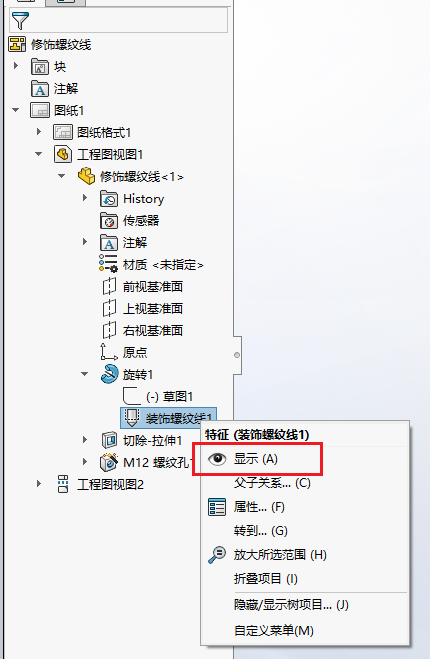 修饰螺纹线
块
注解
图纸1
图纸格式1
工程图视图1
修饰螺纹线<1>
History
传感器
注解
材质 <未指定>
前视基准面
上视基准面
右视基准面
原点
旋转1
(-) 草图1
装饰螺纹线1
切除-拉伸1
M12 螺纹孔1
工程图视图2
特征 (装饰螺纹线1)
显示 (A)
父子关系... (C)
属性... (F)
转到... (G)
放大所选范围 (H)
折叠项目 (I)
隐藏/显示树项目... (J)
自定义菜单(M)